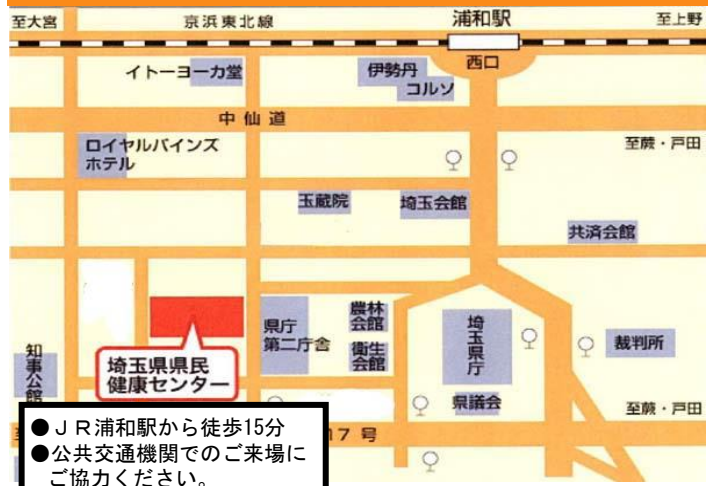 至大宮
京浜東北線
浦和駅
至上野
西口
イトーヨーカ堂
伊勢丹
コルソ
中仙道
ロイヤルパインズ
ホテル
至蕨・戸田
玉蔵院
埼玉会館
共済会館
県庁
第二庁舎
農林
会館
衛生
会館
埼玉県庁
裁判所
知事公館
埼玉県県民
健康センター
県議会
至蕨・戸田
17号
●JR浦和駅から徒歩15分
●公共交通機関でのご来場に
ご協力ください。